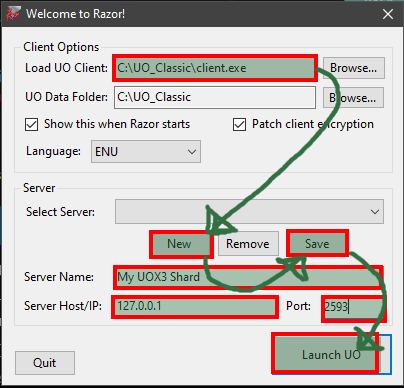 Welcome to Razor!
Client Options
Load UO Client: C:\UO_Classic\client.exe Browse...
UO Data Folder: C:\UO_Classic Browse...
Show this when Razor starts Patch client encryption
Language: ENU
Server
Select Server:
New Remove Save
Server Name: My UOX3 Shard
Server Host/IP: 127.0.0.1 Port: 2593
Quit Launch UO